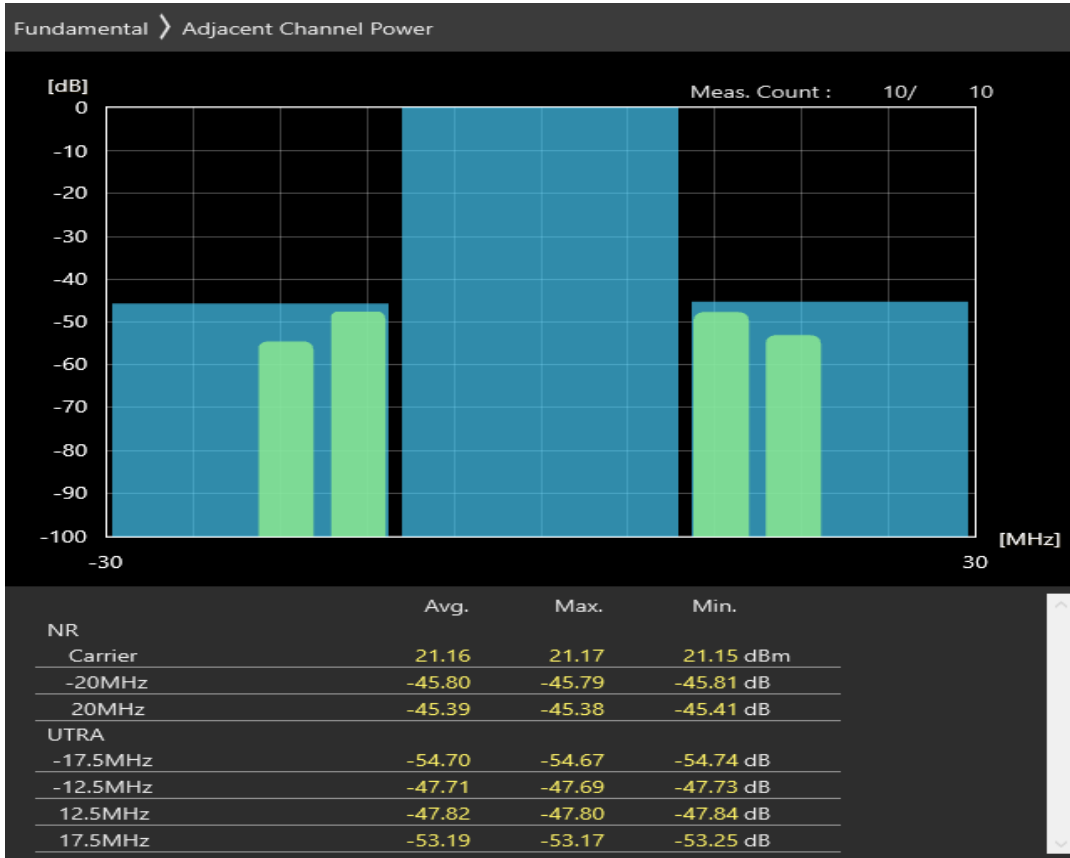 Fundamental ❭ Adjacent Channel Power
[dB]
Meas. Count : 10/ 10
0
-10
-20
-30
-40
-50
-60
-70
-80
-90
-100
[MHz]
-30 30
Avg. Max. Min.
NR
Carrier 21.16 21.17 21.15 dBm
-20MHz -45.80 -45.79 -45.81 dB
20MHz -45.39 -45.38 -45.41 dB
UTRA
-17.5MHz -54.70 -54.67 -54.74 dB
-12.5MHz -47.71 -47.69 -47.73 dB
12.5MHz -47.82 -47.80 -47.84 dB
17.5MHz -53.19 -53.17 -53.25 dB